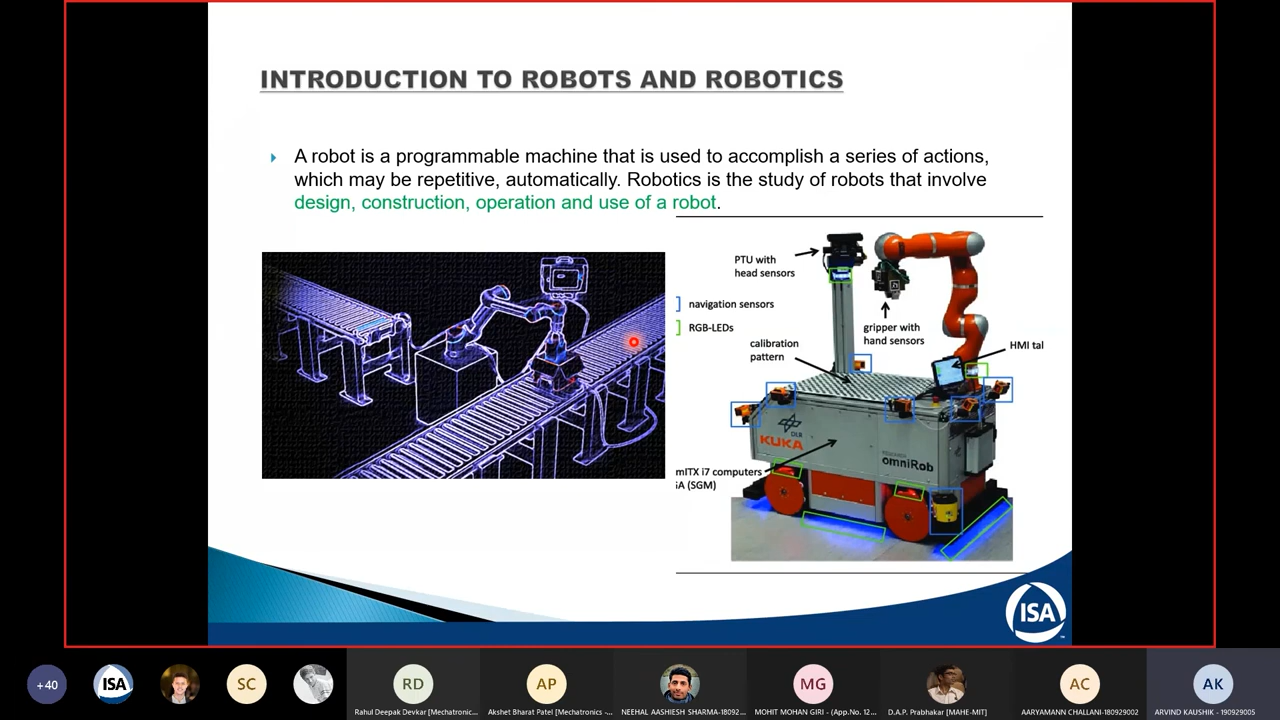 INTRODUCTION TO ROBOTS AND ROBOTICS
A robot is a programmable machine that is used to accomplish a series of actions,
which may be repetitive, automatically. Robotics is the study of robots that involve
design, construction, operation and use of a robot.
PTU with
head sensors
navigation sensors
RGB-LEDs
calibration
pattern
gripper with
hand sensors
HMI tal
DLR
KUKA
omniRob
mITX i7 computers
GA (SGM)
ISA
+40
ISA
SC
RD
AP
MG
AC
AK
Rahul Deepak Devkar [Mechatronic...
Akshet Bharat Patel [Mechatronics -...
NEEHAL AASHIESH SHARMA-18092...
MOHIT MOHAN GIRI - (App.No. 12...
D.A.P. Prabhakar [MAHE-MIT]
AARYAMANN CHALLANI-180929002
ARVIND KAUSHIK - 190929005